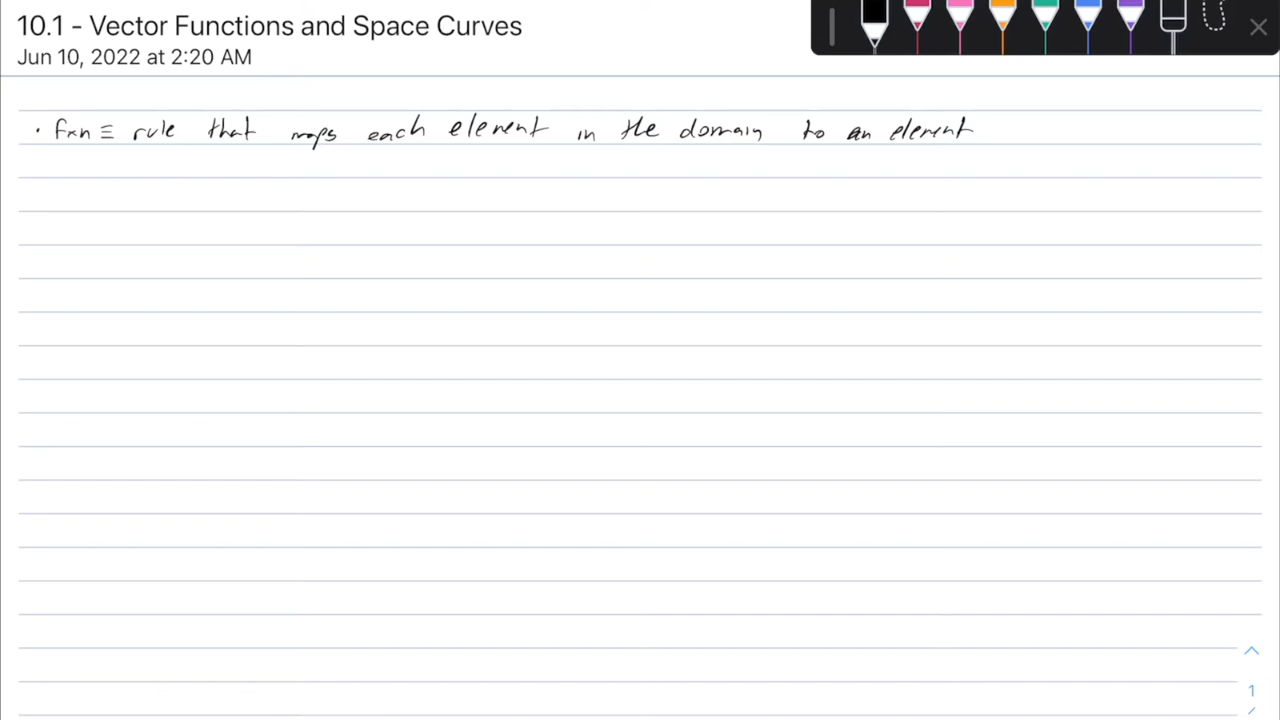 10.1 - Vector Functions and Space Curves
Jun 10, 2022 at 2:20 AM
· fxn ≡ rule that maps each element in the domain to an element
1